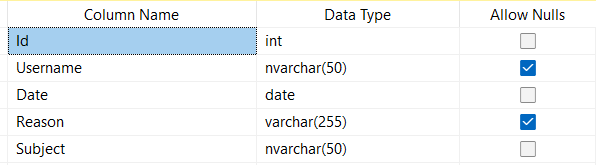 Column Name Data Type Allow Nulls
Id int
Username nvarchar(50)
Date date
Reason varchar(255)
Subject nvarchar(50)